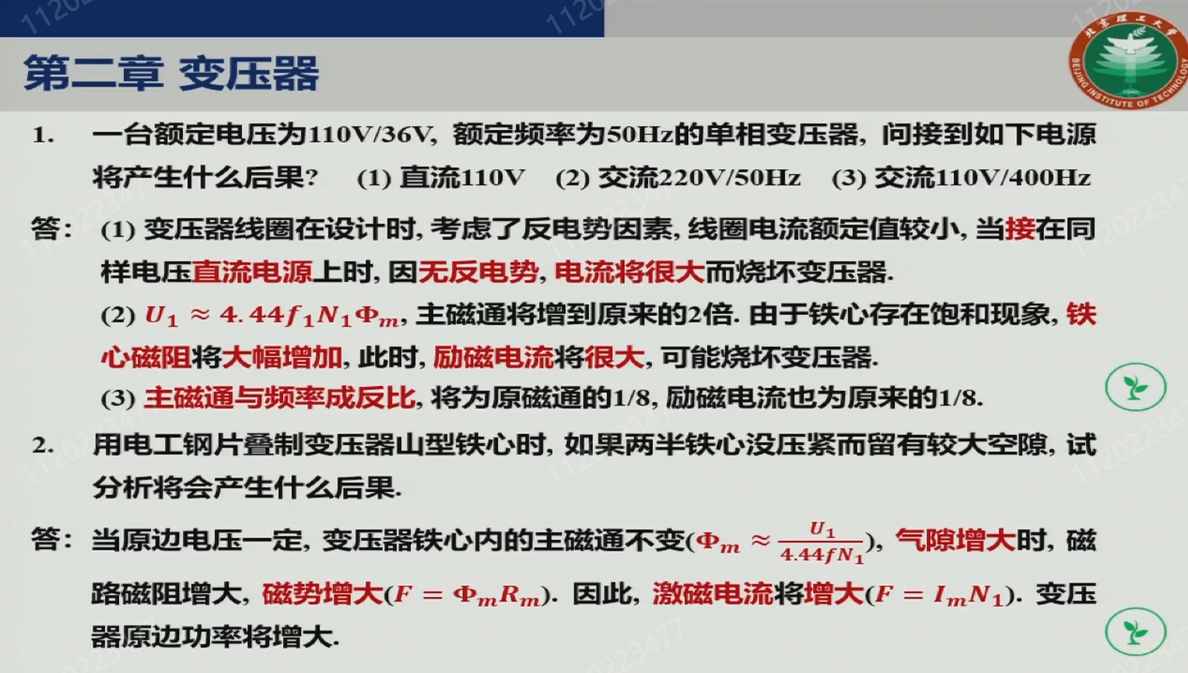 北京理工大学
BEIJING INSTITUTE OF TECHNOLOGY
第二章 变压器
1. 一台额定电压为110V/36V, 额定频率为50Hz的单相变压器, 问接到如下电源
将产生什么后果? (1) 直流110V (2) 交流220V/50Hz (3) 交流110V/400Hz
答: (1) 变压器线圈在设计时, 考虑了反电势因素, 线圈电流额定值较小, 当接在同
样电压直流电源上时, 因无反电势, 电流将很大而烧坏变压器.
(2) U₁ ≈ 4.44f₁N₁Φₘ, 主磁通将增到原来的2倍. 由于铁心存在饱和现象, 铁
心磁阻将大幅增加, 此时, 励磁电流将很大, 可能烧坏变压器.
(3) 主磁通与频率成反比, 将为原磁通的1/8, 励磁电流也为原来的1/8.
2. 用电工钢片叠制变压器山型铁心时, 如果两半铁心没压紧而留有较大空隙, 试
分析将会产生什么后果.
答: 当原边电压一定, 变压器铁心内的主磁通不变(Φₘ ≈ U₁/4.44fN₁), 气隙增大时, 磁
路磁阻增大, 磁势增大(F = ΦₘRₘ). 因此, 激磁电流将增大(F = IₘN₁). 变压
器原边功率将增大.